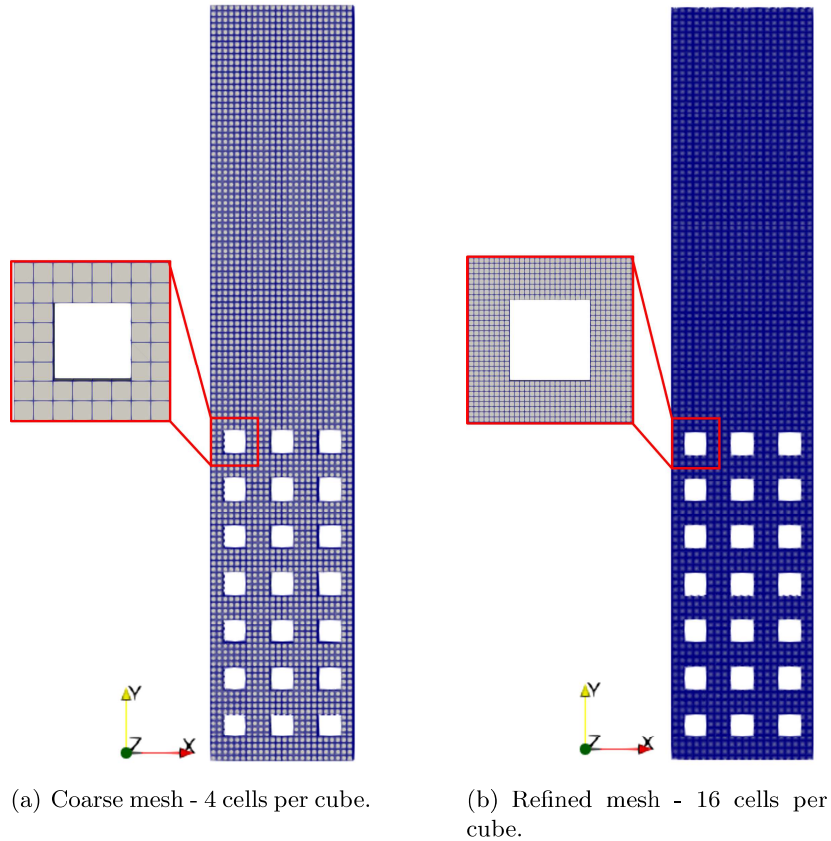 Y
Z
X
Y
Z
X
(a) Coarse mesh - 4 cells per cube.
(b) Refined mesh - 16 cells per
cube.